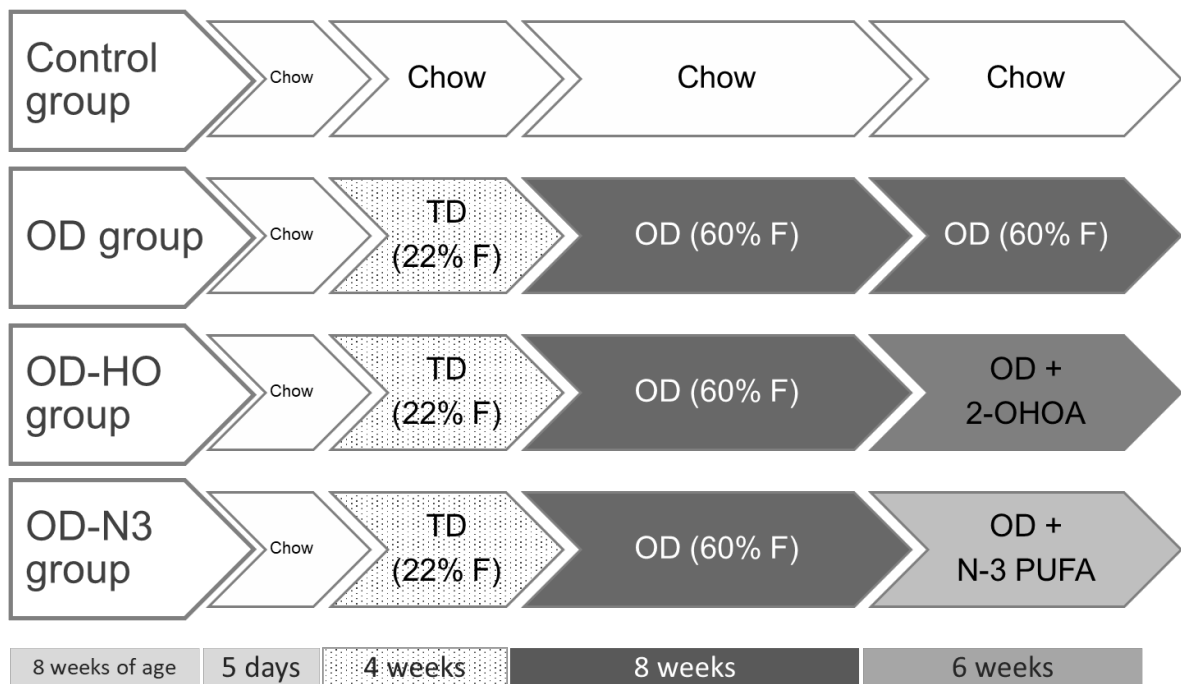 Control
group
Chow
Chow
Chow
Chow
OD group
Chow
TD
(22% F)
OD (60% F)
OD (60% F)
OD-HO
group
Chow
TD
(22% F)
OD (60% F)
OD +
2-OHOA
OD-N3
group
Chow
TD
(22% F)
OD (60% F)
OD +
N-3 PUFA
8 weeks of age
5 days
4 weeks
8 weeks
6 weeks